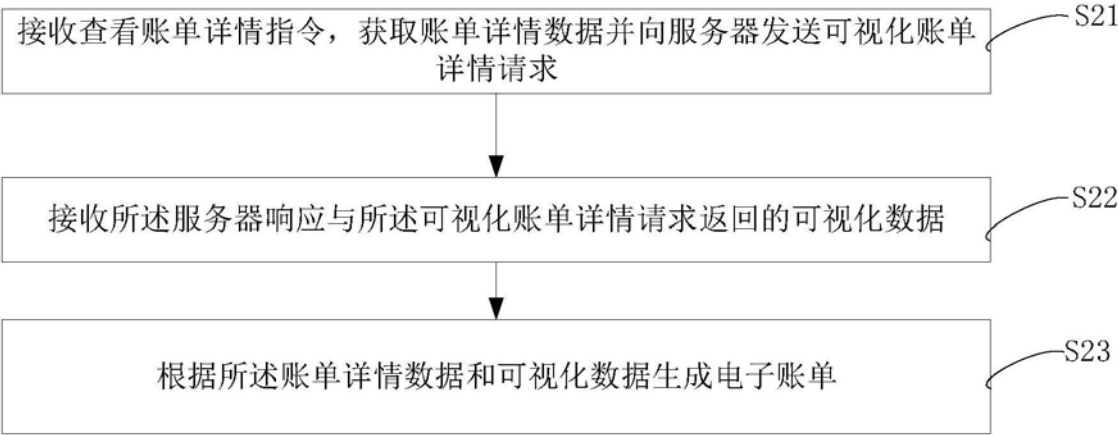 接收查看账单详情指令，获取账单详情数据并向服务器发送可视化账单
详情请求
S21
接收所述服务器响应与所述可视化账单详情请求返回的可视化数据
S22
根据所述账单详情数据和可视化数据生成电子账单
S23